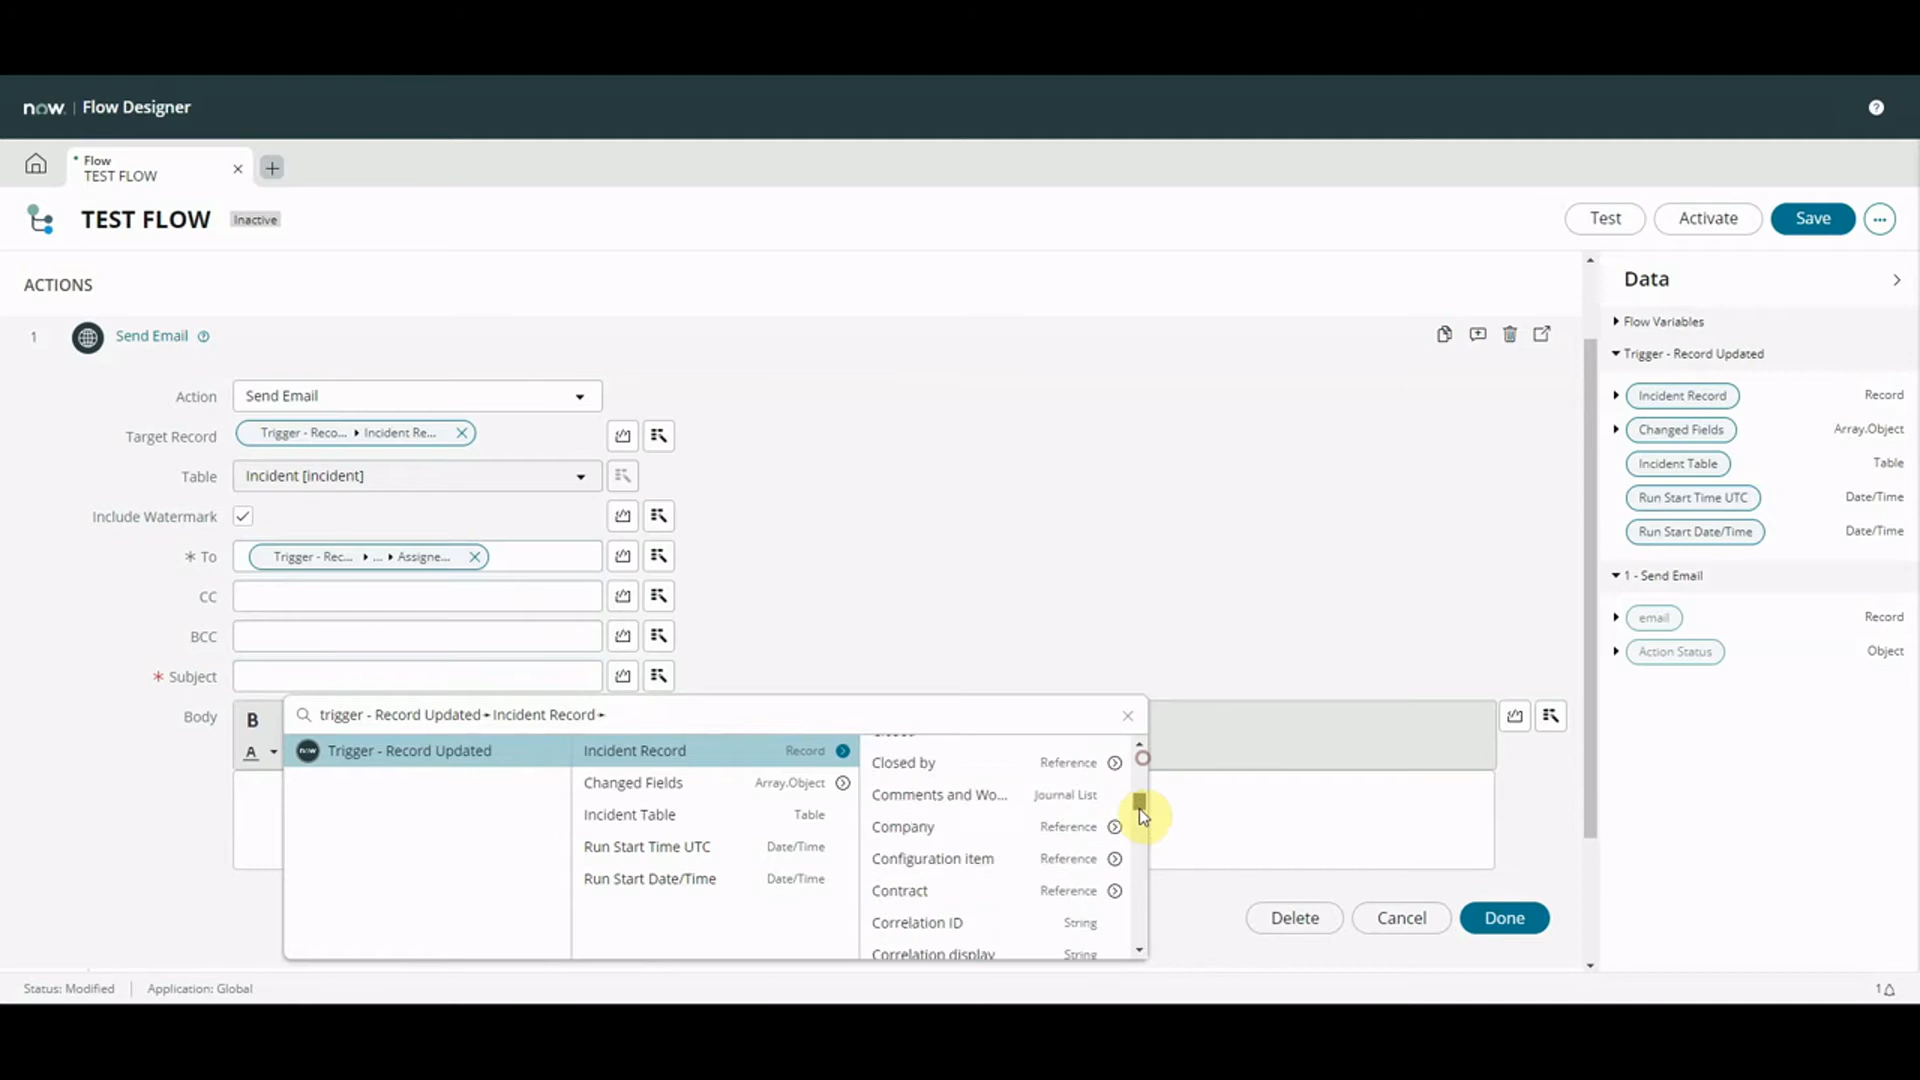 now. | Flow Designer
?
Flow
TEST FLOW
TEST FLOW Inactive
Test Activate Save
ACTIONS
Data
Flow Variables
1 Send Email
Trigger - Record Updated
Action Send Email
Incident Record Record
Target Record Trigger - Reco... Incident Re...
Changed Fields Array.Object
Table Incident [incident]
Incident Table Table
Run Start Time UTC Date/Time
Include Watermark
Run Start Date/Time Date/Time
* To Trigger - Rec... ... Assigne...
1 - Send Email
CC
email Record
BCC
Action Status Object
* Subject
Body B
trigger - Record Updated Incident Record
A
now Trigger - Record Updated Incident Record Record
Closed by Reference
Changed Fields Array.Object
Comments and Wo... Journal List
Incident Table Table
Company Reference
Run Start Time UTC Date/Time
Configuration item Reference
Run Start Date/Time Date/Time
Contract Reference
Correlation ID String
Delete Cancel Done
Correlation display String
Status: Modified | Application: Global
1